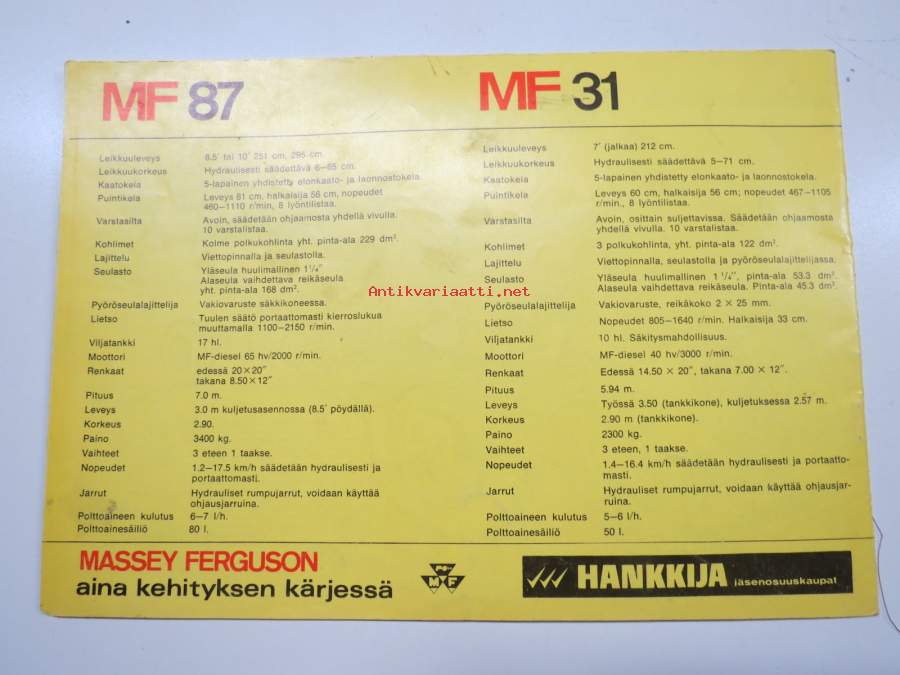 MF 87
Leikkuuleveys 8.5' tai 10' 251 cm, 295 cm.
Leikkuukorkeus Hydraulisesti säädettävä 6–65 cm.
Kaatokela 5-lapainen yhdistetty elonkaato- ja laonnostokela.
Puintikela Leveys 81 cm, halkaisija 56 cm, nopeudet
460–1110 r/min, 8 lyöntilistaa.
Varstasilta Avoin, säädetään ohjaamosta yhdellä vivulla.
10 varstalistaa.
Kohlimet Kolme polkukohlinta yht. pinta-ala 229 dm².
Lajittelu Viettopinnalla ja seulastolla.
Seulasto Yläseula huulimallinen 1¹/₄"
Alaseula vaihdettava reikäseula
yht. pinta-ala 168 dm².
Pyöröseulalajittelija Vakiovaruste säkkikoneessa.
Lietso Tuulen säätö portaattomasti kierroslukua
muuttamalla 1100–2150 r/min.
Viljatankki 17 hl.
Moottori MF-diesel 65 hv/2000 r/min.
Renkaat edessä 20×20"
takana 8.50×12"
Pituus 7.0 m.
Leveys 3.0 m kuljetusasennossa (8.5' pöydällä).
Korkeus 2.90.
Paino 3400 kg.
Vaihteet 3 eteen, 1 taakse.
Nopeudet 1.2–17.5 km/h säädetään hydraulisesti ja
portaattomasti.
Jarrut Hydrauliset rumpujarrut, voidaan käyttää
ohjausjarruina.
Polttoaineen kulutus 6–7 l/h.
Polttoainesäiliö 80 l.
MF 31
Leikkuuleveys 7' (jalkaa) 212 cm.
Leikkuukorkeus Hydraulisesti säädettävä 5–71 cm.
Kaatokela 5-lapainen yhdistetty elonkaato- ja laonnostokela.
Puintikela Leveys 60 cm, halkaisija 56 cm; nopeudet 467–1105
r/min, 8 lyöntilistaa.
Varstasilta Avoin, osittain suljettavissa. Säädetään ohjaamosta
yhdellä vivulla. 10 varstalistaa.
Kohlimet 3 polkukohlinta, yht. pinta-ala 122 dm².
Lajittelu Viettopinnalla, seulastolla ja pyöröseulalajittelijassa.
Seulasto Yläseula huulimallinen 1¹/₄", pinta-ala 53.3 dm².
Alaseula vaihdettava reikäseula. Pinta-ala 45.3 dm².
Pyöröseulalajittelija Vakiovaruste, reikäkoko 2 × 25 mm.
Lietso Nopeudet 805–1640 r/min. Halkaisija 33 cm.
Viljatankki 10 hl. Säkitysmahdollisuus.
Moottori MF-diesel 40 hv/3000 r/min.
Renkaat Edessä 14.50 × 20", takana 7.00 × 12".
Pituus 5.94 m.
Leveys Työssä 3.50 (tankkikone), kuljetuksessa 2.57 m.
Korkeus 2.90 m (tankkikone).
Paino 2300 kg.
Vaihteet 3 eteen, 1 taakse.
Nopeudet 1.4–16.4 km/h säädetään hydraulisesti ja portaatto-
masti.
Jarrut Hydrauliset rumpujarrut, voidaan käyttää ohjausjar-
ruina.
Polttoaineen kulutus 5–6 l/h.
Polttoainesäiliö 50 l.
Antikvariaatti.net
MASSEY FERGUSON
aina kehityksen kärjessä
MF
HANKKIJA jäsenosuuskaupat